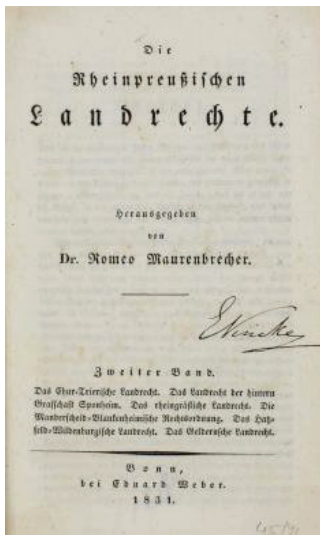 Die
Rheinpreußischen
Landrechte.
Herausgegeben
von
Dr. Romeo Maurenbrecher.
Zweiter Band.
Das Chur-Trierische Landrecht. Das Landrecht der hintern
Grafschaft Sponheim. Das rheingräfliche Landrecht. Die
Manderscheid-Blankenheimische Rechtsordnung. Das Hatz-
feld-Wildenburgische Landrecht. Das Geldernsche Landrecht.
Bonn,
bei Eduard Weber.
1831.